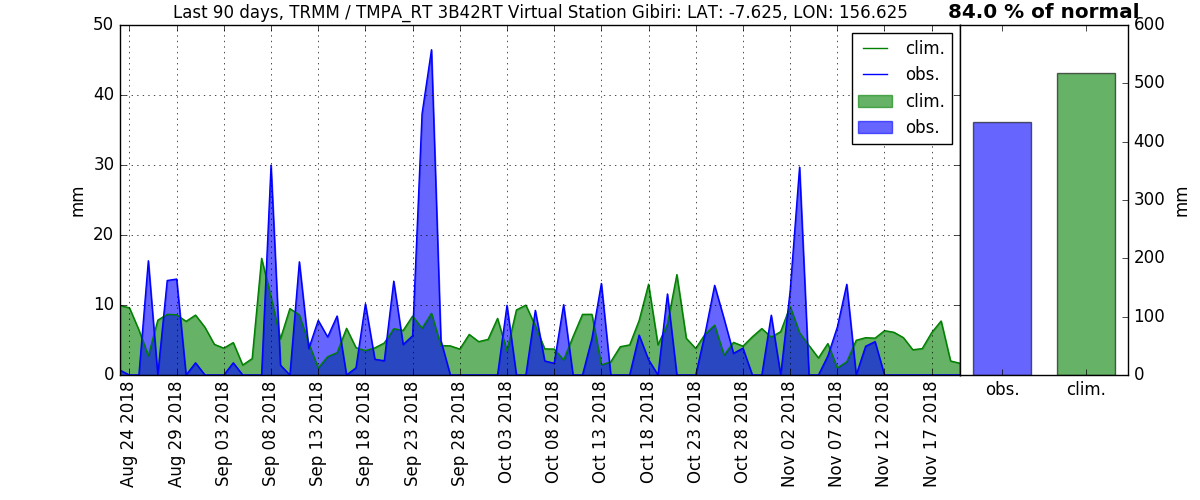 Last 90 days, TRMM / TMPA_RT 3B42RT Virtual Station Gibiri: LAT: -7.625, LON: 156.625
84.0 % of normal
50
40
30
20
10
0
mm
clim.
obs.
clim.
obs.
600
500
400
300
200
100
0
mm
obs.
clim.
Aug 24 2018
Aug 29 2018
Sep 03 2018
Sep 08 2018
Sep 13 2018
Sep 18 2018
Sep 23 2018
Sep 28 2018
Oct 03 2018
Oct 08 2018
Oct 13 2018
Oct 18 2018
Oct 23 2018
Oct 28 2018
Nov 02 2018
Nov 07 2018
Nov 12 2018
Nov 17 2018